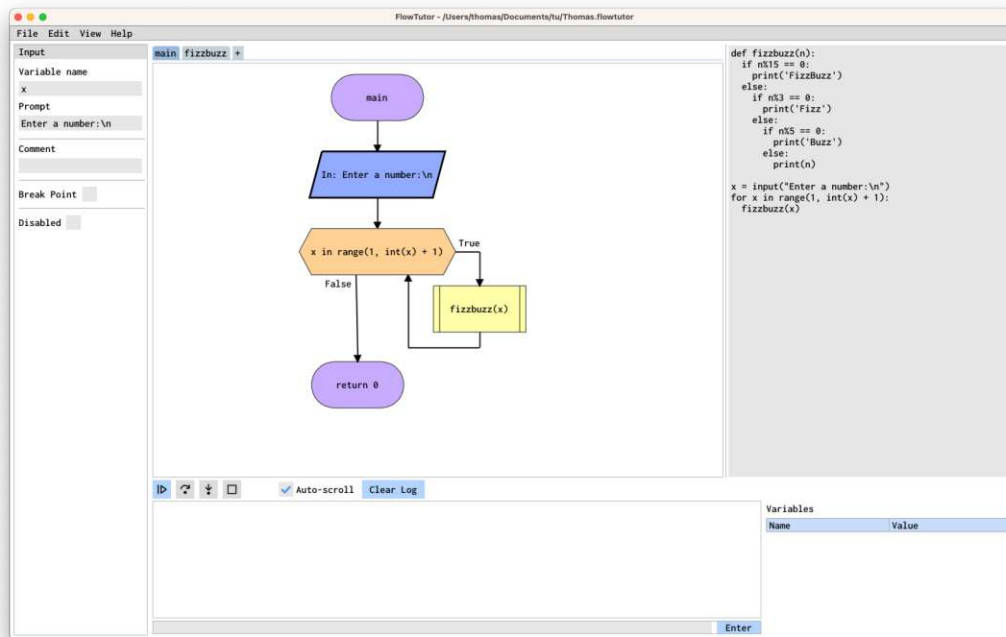 FlowTutor - /Users/thomas/Documents/tu/Thomas.flowtutor
File Edit View Help
Input
Variable name
x
Prompt
Enter a number:\n
Comment
Break Point
Disabled
main fizzbuzz +
main
In: Enter a number:\n
x in range(1, int(x) + 1)
True
False
fizzbuzz(x)
return 0
def fizzbuzz(n):
  if n%15 == 0:
    print('FizzBuzz')
  else:
    if n%3 == 0:
      print('Fizz')
    else:
      if n%5 == 0:
        print('Buzz')
      else:
        print(n)
x = input("Enter a number:\n")
for x in range(1, int(x) + 1):
  fizzbuzz(x)
Auto-scroll Clear Log
Variables
Name Value
Enter